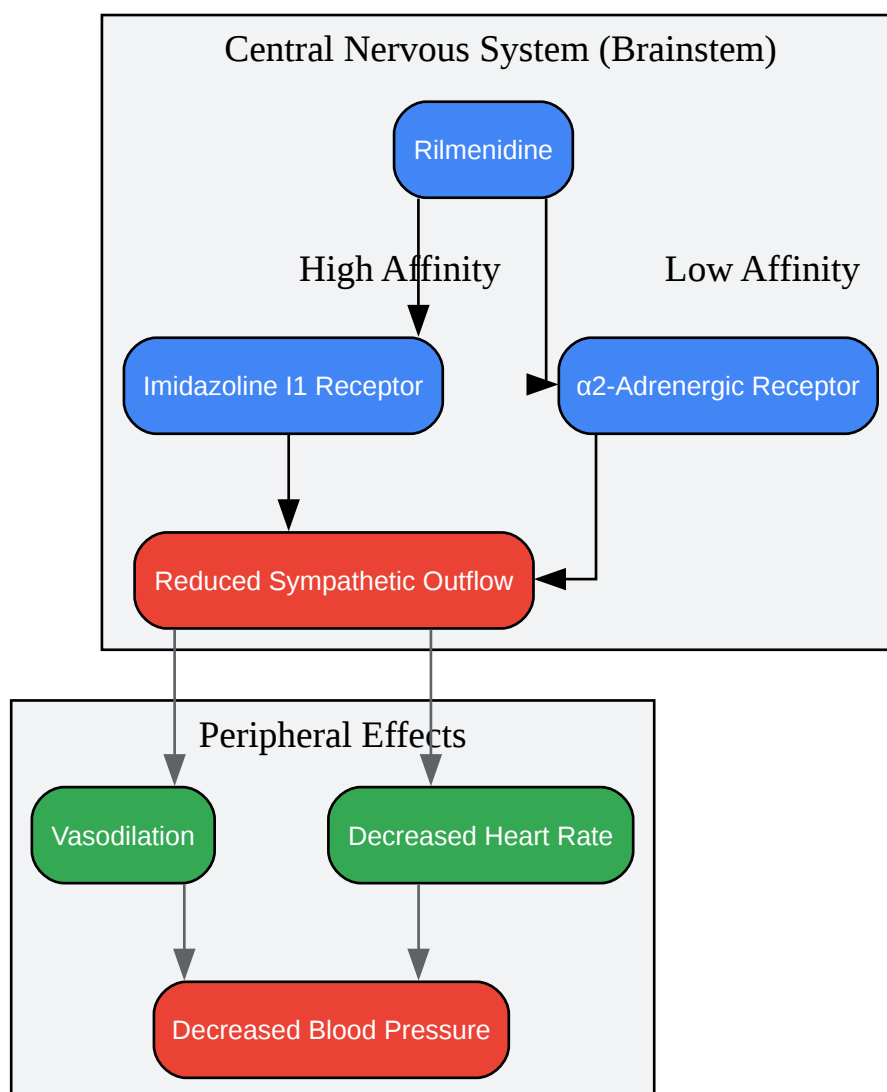 Central Nervous System (Brainstem)
Rilmenidine
High Affinity
Low Affinity
Imidazoline I1 Receptor
α2-Adrenergic Receptor
Reduced Sympathetic Outflow
Peripheral Effects
Vasodilation
Decreased Heart Rate
Decreased Blood Pressure